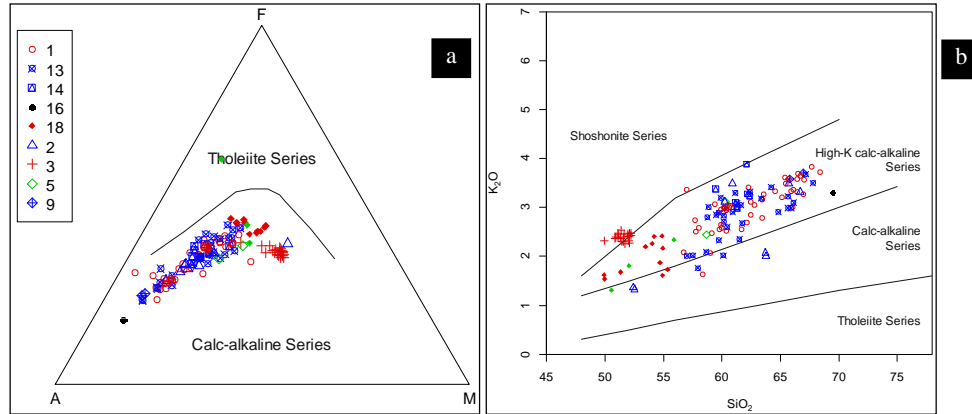 F
a
1
13
14
16
18
2
3
5
9
Tholeiite Series
Calc-alkaline Series
A
M
b
7
6
5
4
3
2
1
0
K2O
Shoshonite Series
High-K calc-alkaline
Series
Calc-alkaline
Series
Tholeiite Series
45
50
55
60
65
70
75
SiO2